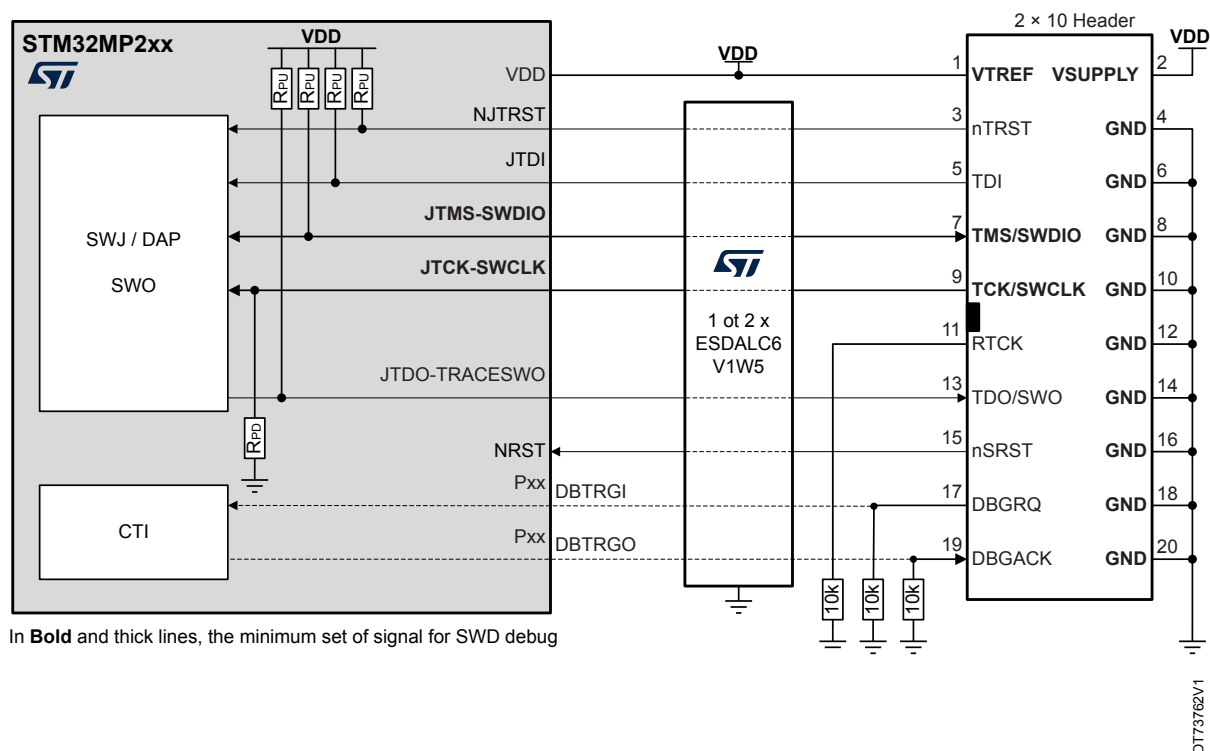 2 × 10 Header
STM32MP2xx
VDD
VDD
VDD
RPU
RPU
RPU
RPU
VDD
1
VTREF
VSUPPLY
2
NJTRST
3
nTRST
GND
4
JTDI
5
TDI
GND
6
SWJ / DAP
SWO
JTMS-SWDIO
7
TMS/SWDIO
GND
8
JTCK-SWCLK
9
TCK/SWCLK
GND
10
1 ot 2 x
ESDALC6
V1W5
11
RTCK
GND
12
JTDO-TRACESWO
13
TDO/SWO
GND
14
RPD
NRST
15
nSRST
GND
16
Pxx
DBTRGI
17
DBGRQ
GND
18
CTI
Pxx
DBTRGO
19
DBGACK
GND
20
10k
10k
10k
In Bold and thick lines, the minimum set of signal for SWD debug
DT73762V1